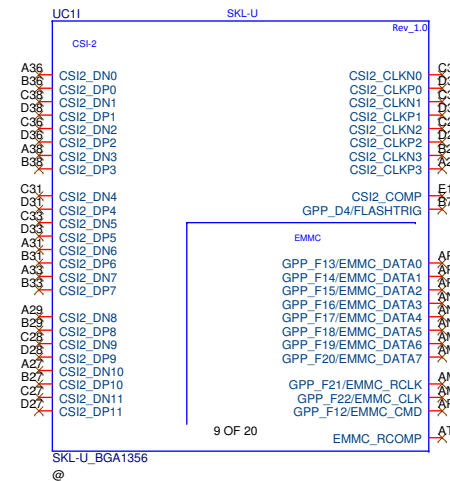 UC1I SKL-U
Rev_1.0
CSI-2
A36 CSI2_DN0 CSI2_CLKN0
B36 CSI2_DP0 CSI2_CLKP0
C38 CSI2_DN1 CSI2_CLKN1
D38 CSI2_DP1 CSI2_CLKP1
C36 CSI2_DN2 CSI2_CLKN2
D36 CSI2_DP2 CSI2_CLKP2
A38 CSI2_DN3 CSI2_CLKN3
B38 CSI2_DP3 CSI2_CLKP3
C31 CSI2_DN4 CSI2_COMP
D31 CSI2_DP4 GPP_D4/FLASHTRIG
C33 CSI2_DN5
D33 CSI2_DP5 EMMC
A31 CSI2_DN6
B31 CSI2_DP6 GPP_F13/EMMC_DATA0
A33 CSI2_DN7 GPP_F14/EMMC_DATA1
B33 CSI2_DP7 GPP_F15/EMMC_DATA2
GPP_F16/EMMC_DATA3
A29 CSI2_DN8 GPP_F17/EMMC_DATA4
B29 CSI2_DP8 GPP_F18/EMMC_DATA5
C28 CSI2_DN9 GPP_F19/EMMC_DATA6
D28 CSI2_DP9 GPP_F20/EMMC_DATA7
A27 CSI2_DN10
B27 CSI2_DP10 GPP_F21/EMMC_RCLK
C27 CSI2_DN11 GPP_F22/EMMC_CLK
D27 CSI2_DP11 GPP_F12/EMMC_CMD
9 OF 20
EMMC_RCOMP
SKL-U_BGA1356
@